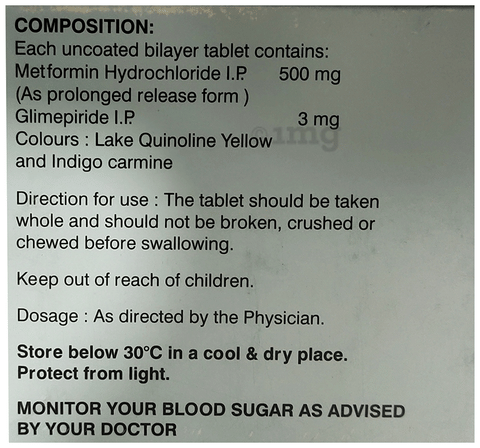 COMPOSITION:
Each uncoated bilayer tablet contains:
Metformin Hydrochloride I.P. 500 mg
(As prolonged release form )
Glimepiride I.P. 3 mg
1mg
Colours : Lake Quinoline Yellow
and Indigo carmine
Direction for use : The tablet should be taken
whole and should not be broken, crushed or
chewed before swallowing.
Keep out of reach of children.
Dosage : As directed by the Physician.
Store below 30°C in a cool & dry place.
Protect from light.
MONITOR YOUR BLOOD SUGAR AS ADVISED
BY YOUR DOCTOR